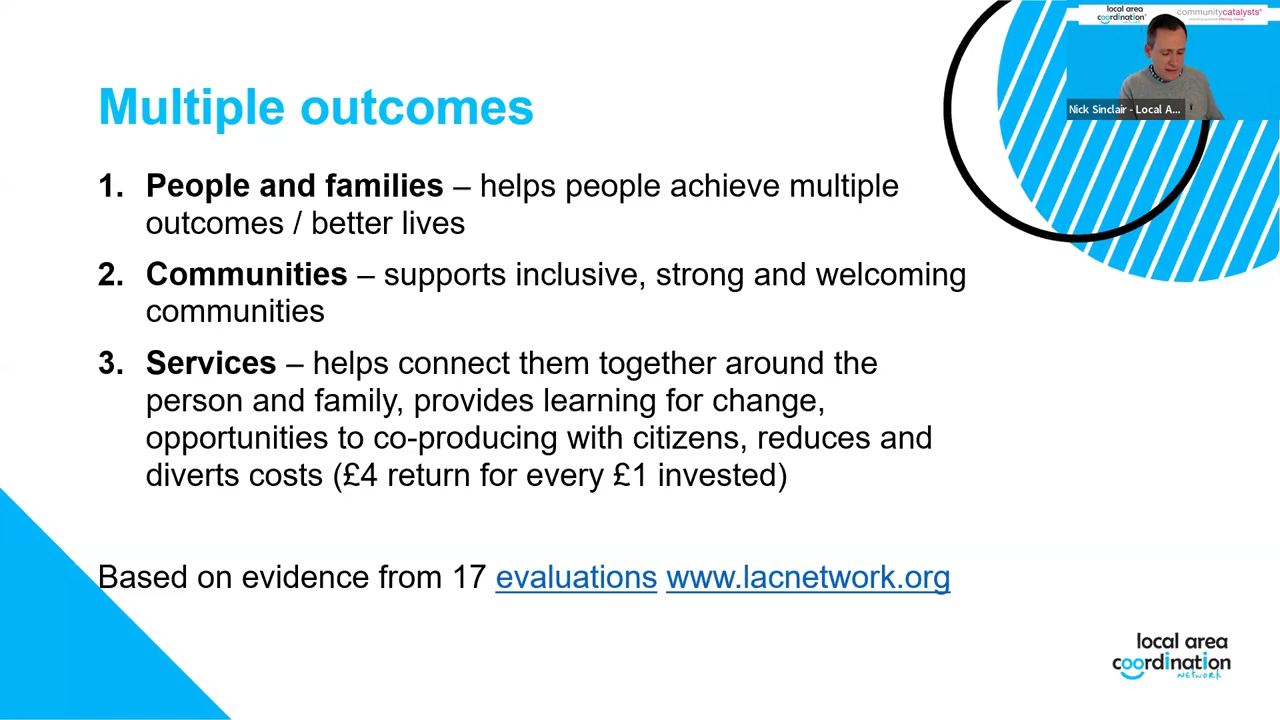 local area
coordination
NETWORK
communitycatalysts
Nick Sinclair - Local A...
Multiple outcomes
1. People and families – helps people achieve multiple
outcomes / better lives
2. Communities – supports inclusive, strong and welcoming
communities
3. Services – helps connect them together around the
person and family, provides learning for change,
opportunities to co-producing with citizens, reduces and
diverts costs (£4 return for every £1 invested)
Based on evidence from 17 evaluations www.lacnetwork.org
local area
coordination
NETWORK